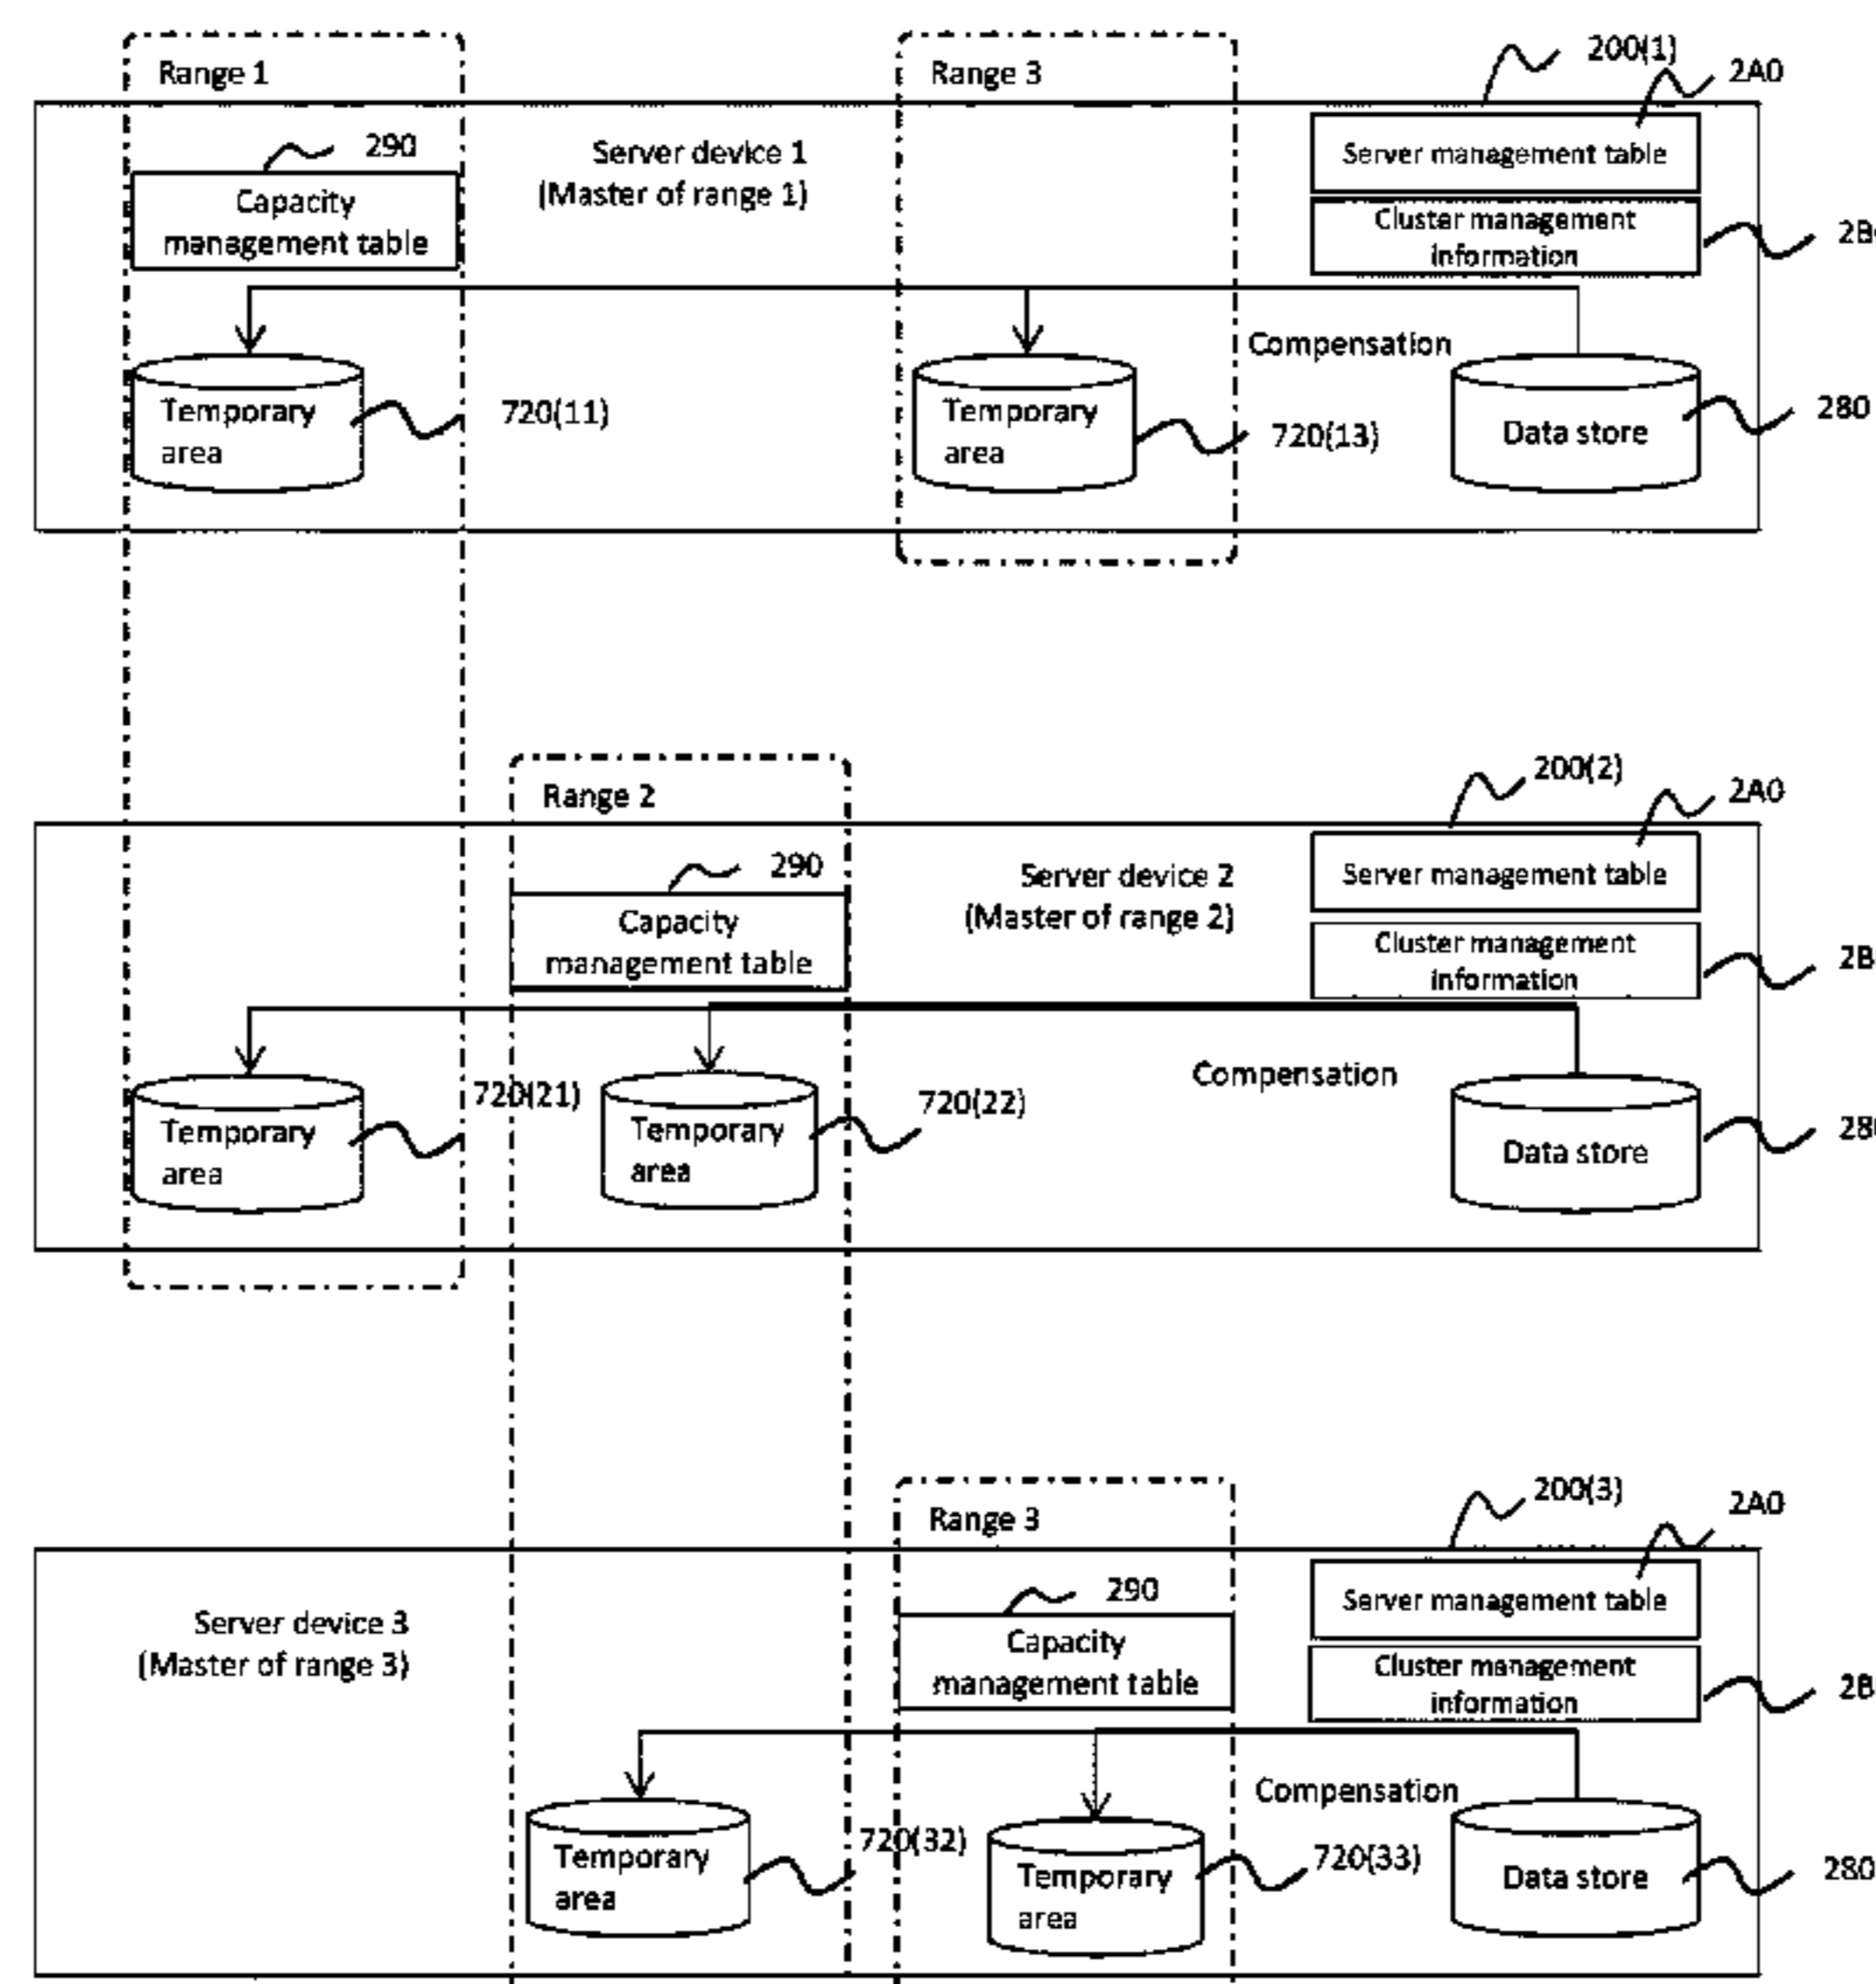 Range 1
Range 3
200(1)
2A0
290
Server device 1
(Master of range 1)
Server management table
Capacity
management table
Cluster management
information
2B
Compensation
Temporary
area
720(11)
Temporary
area
720(13)
Data store
280
Range 2
200(2)
2A0
290
Server device 2
(Master of range 2)
Server management table
Capacity
management table
Cluster management
information
2B
Compensation
Temporary
area
720(21)
Temporary
area
720(22)
Data store
28
Range 3
200(3)
2A0
290
Server device 3
(Master of range 3)
Server management table
Capacity
management table
Cluster management
information
2B
Compensation
Temporary
area
720(32)
Temporary
area
720(33)
Data store
280